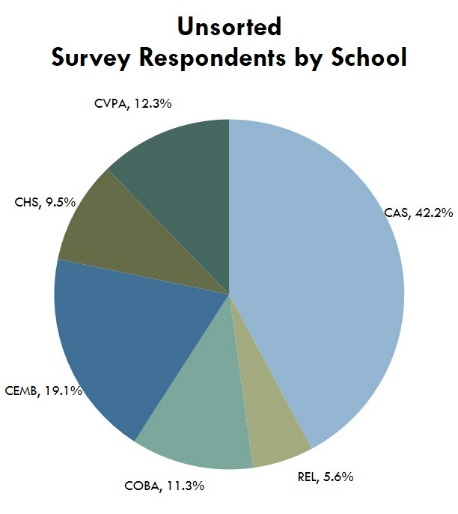 Unsorted
Survey Respondents by School
CVPA, 12.3%
CHS, 9.5%
CAS, 42.2%
CEMB, 19.1%
REL, 5.6%
COBA, 11.3%